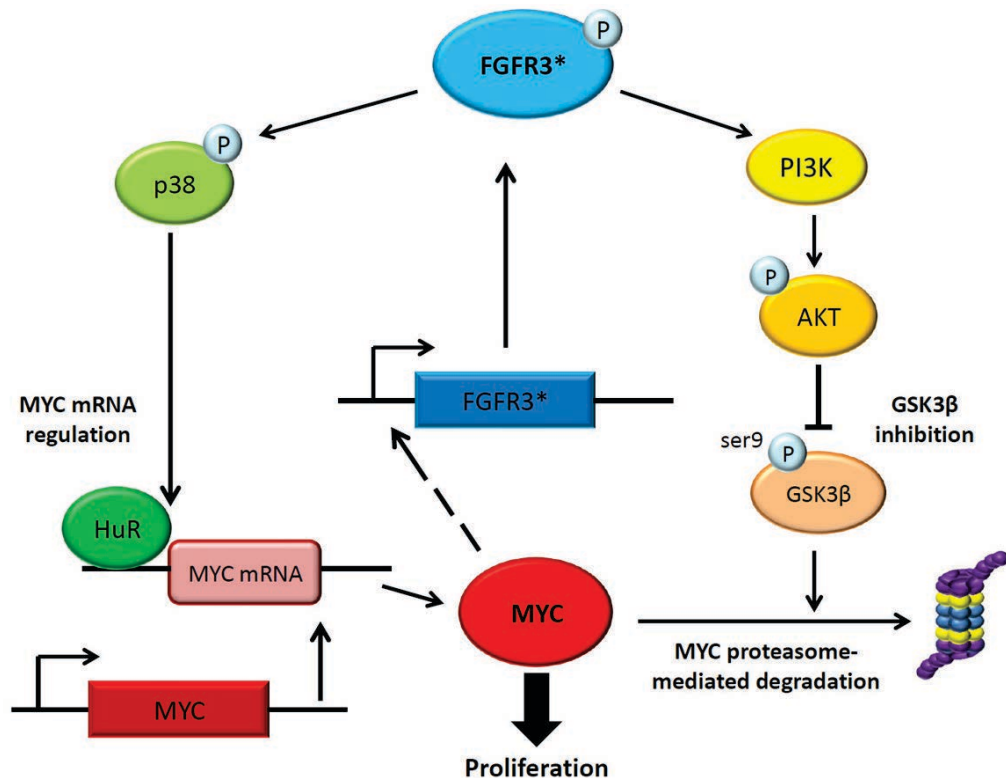 P
FGFR3*
P
p38
PI3K
P
AKT
FGFR3*
MYC mRNA
regulation
GSK3β
inhibition
ser9
P
GSK3β
HuR
MYC mRNA
MYC
MYC proteasome-
mediated degradation
MYC
Proliferation